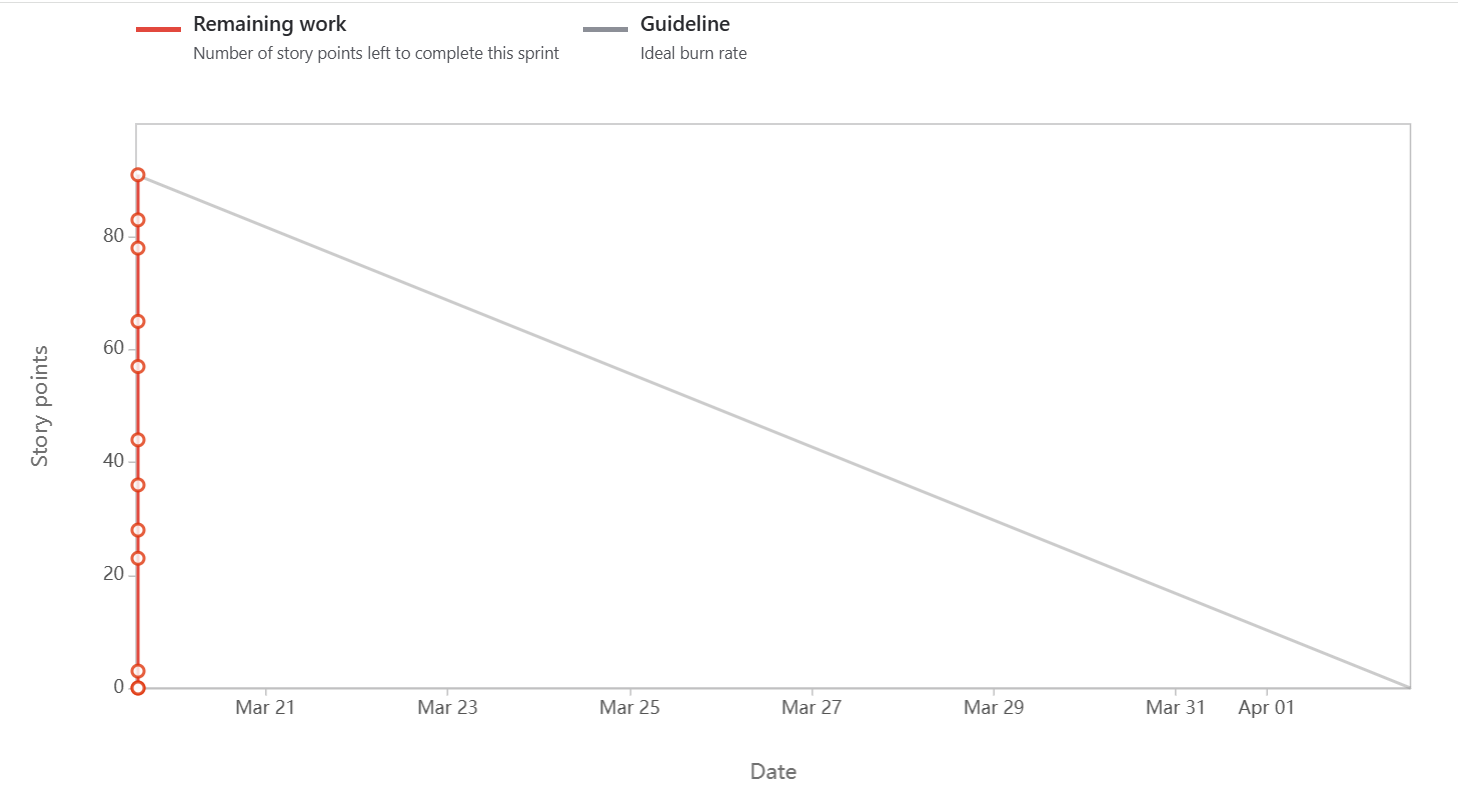 Remaining work
Number of story points left to complete this sprint
Guideline
Ideal burn rate
Story points
80
60
40
20
0
Mar 21
Mar 23
Mar 25
Mar 27
Mar 29
Mar 31
Apr 01
Date